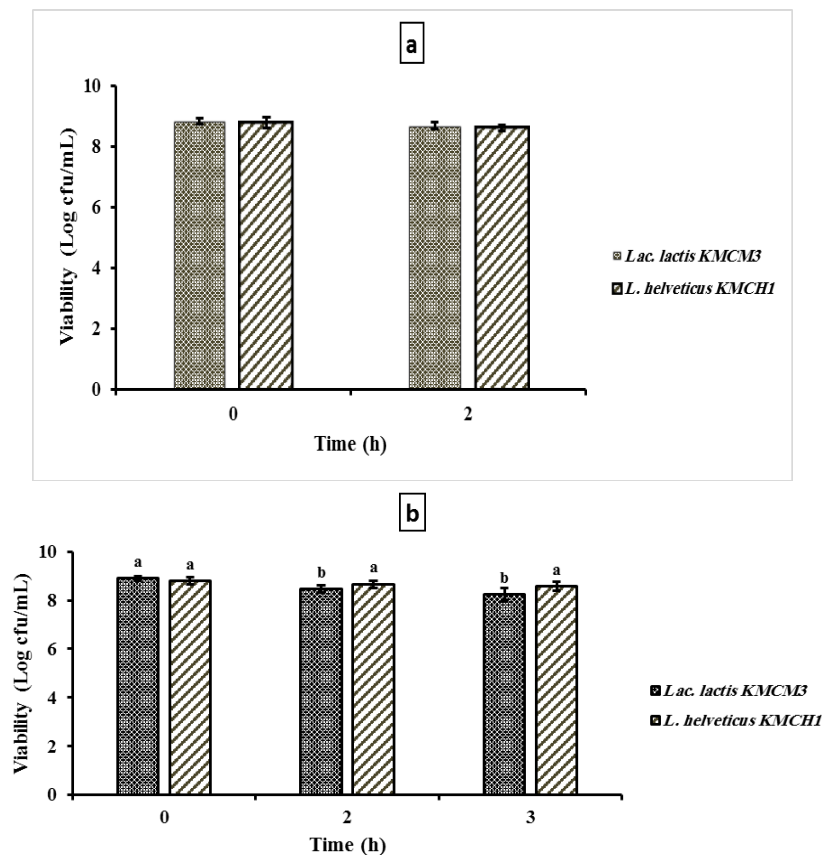 a
10
8
6
4
2
0
Viability (Log cfu/mL)
0 2
Time (h)
Lac. lactis KMCM3
L. helveticus KMCH1
b
10
8
6
4
2
0
Viability (Log cfu/mL)
a a b a b a
0 2 3
Time (h)
Lac. lactis KMCM3
L. helveticus KMCH1